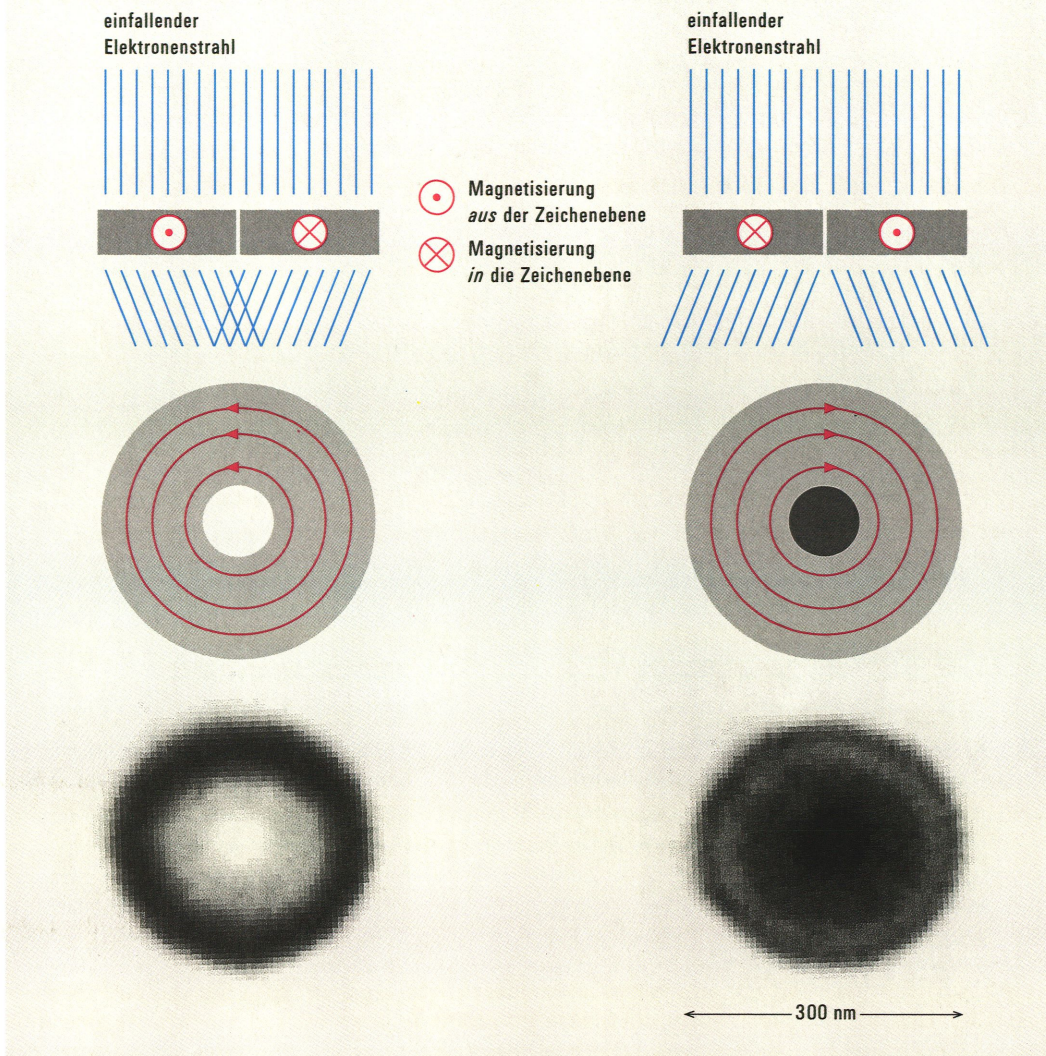 einfallender
Elektronenstrahl
einfallender
Elektronenstrahl
Magnetisierung
aus der Zeichenebene
Magnetisierung
in die Zeichenebene
300 nm